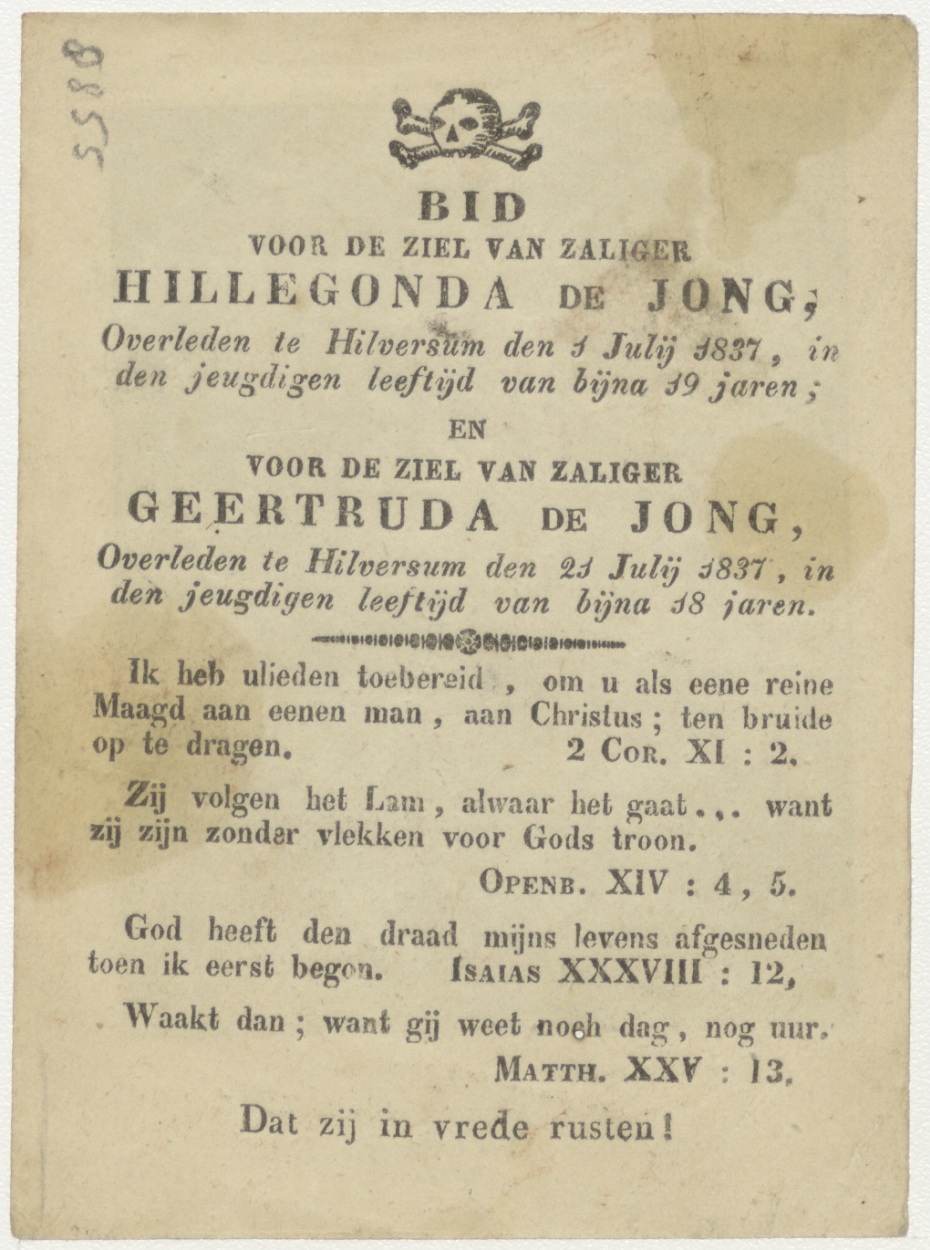 5588
BID
VOOR DE ZIEL VAN ZALIGER
HILLEGONDA DE JONG;
Overleden te Hilversum den 1 Julij 1837, in
den jeugdigen leeftijd van bijna 19 jaren;
EN
VOOR DE ZIEL VAN ZALIGER
GEERTRUDA DE JONG,
Overleden te Hilversum den 21 Julij 1837, in
den jeugdigen leeftijd van bijna 18 jaren.
Ik heb ulieden toebereid, om u als eene reine
Maagd aan eenen man, aan Christus; ten bruide
op te dragen. 2 COR. XI : 2.
Zij volgen het Lam, alwaar het gaat... want
zij zijn zonder vlekken voor Gods troon.
OPENB. XIV : 4, 5.
God heeft den draad mijns levens afgesneden
toen ik eerst begon. ISAIAS XXXVIII : 12,
Waakt dan; want gij weet noch dag, nog uur.
MATTH. XXV : 13.
Dat zij in vrede rusten!